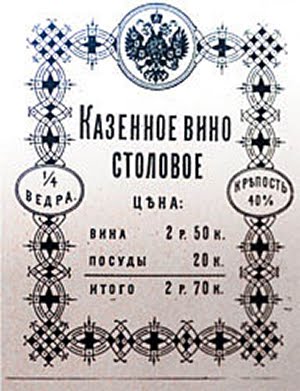 КАЗЕННОЕ ВИНО
СТОЛОВОЕ
1/4
ВЕДРА.
КРѢПОСТЬ
40%
ЦѢНА:
ВИНА 2 Р. 50 К.
ПОСУДЫ 20 К.
ИТОГО 2 Р. 70 К.